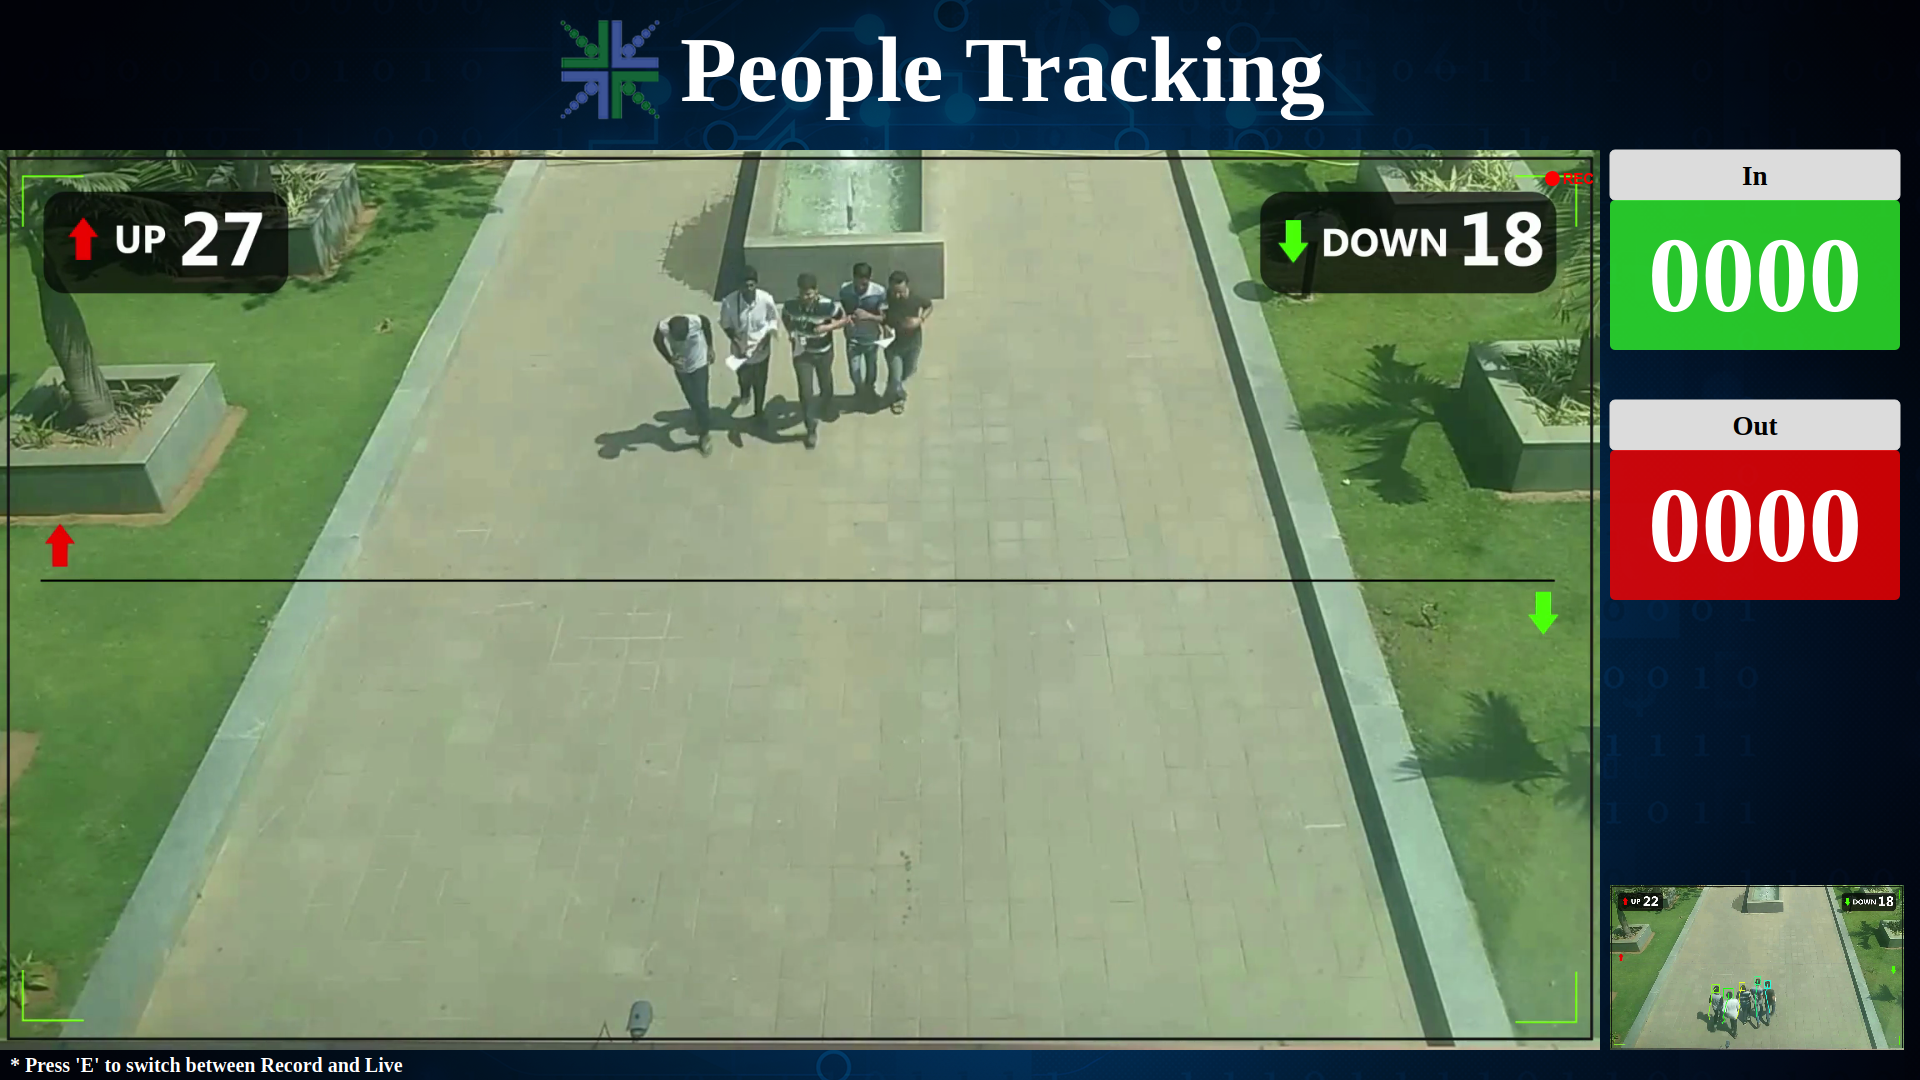 People Tracking
UP 27
DOWN 18
REC
In
0000
Out
0000
UP 22
DOWN 18
* Press 'E' to switch between Record and Live